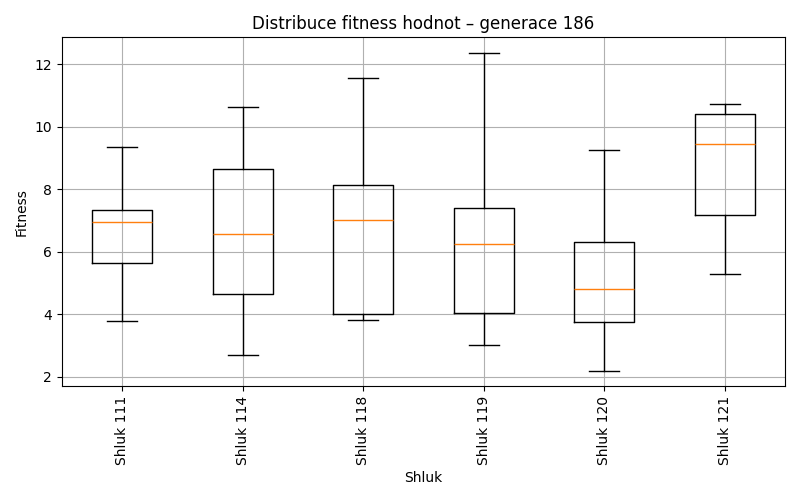 Distribuce fitness hodnot – generace 186
Fitness
12
10
8
6
4
2
Shluk 111
Shluk 114
Shluk 118
Shluk 119
Shluk 120
Shluk 121
Shluk